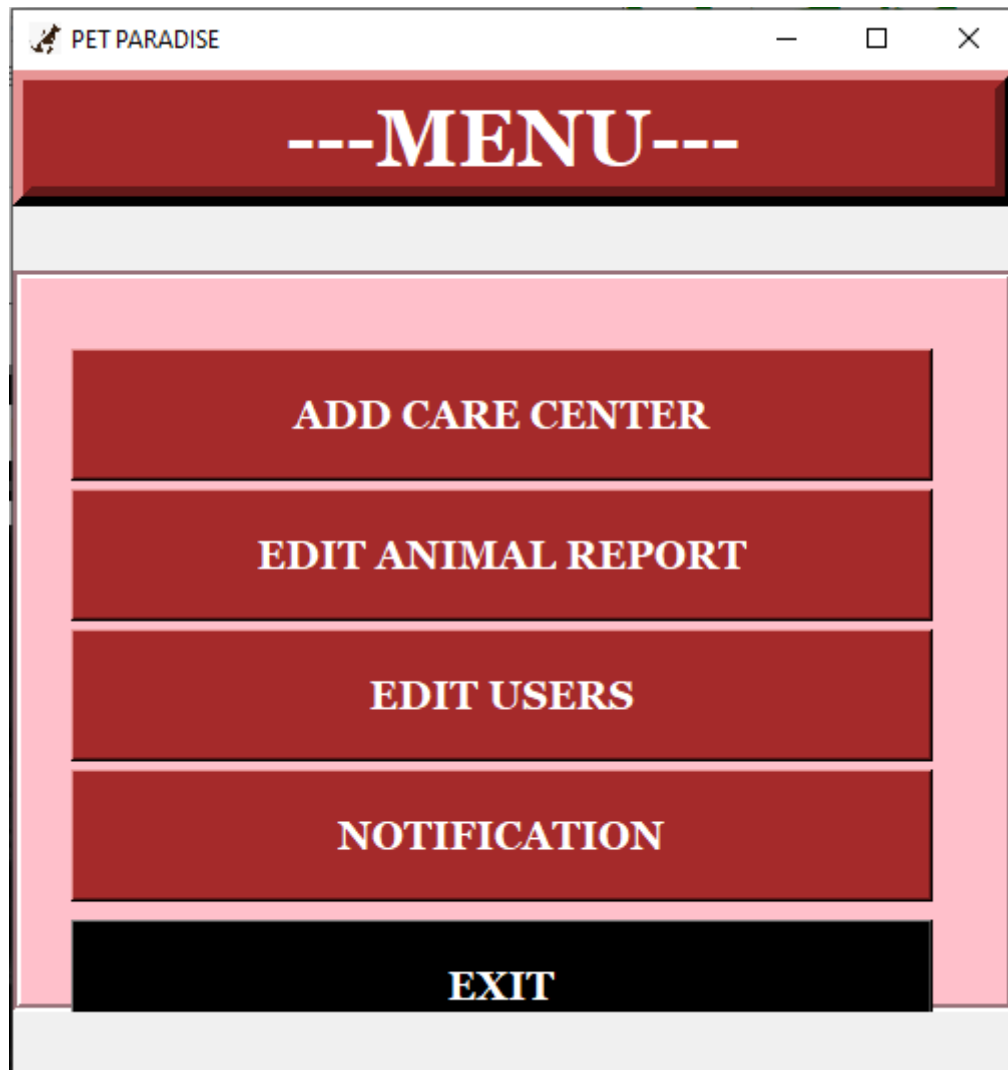 PET PARADISE
---MENU---
ADD CARE CENTER
EDIT ANIMAL REPORT
EDIT USERS
NOTIFICATION
EXIT